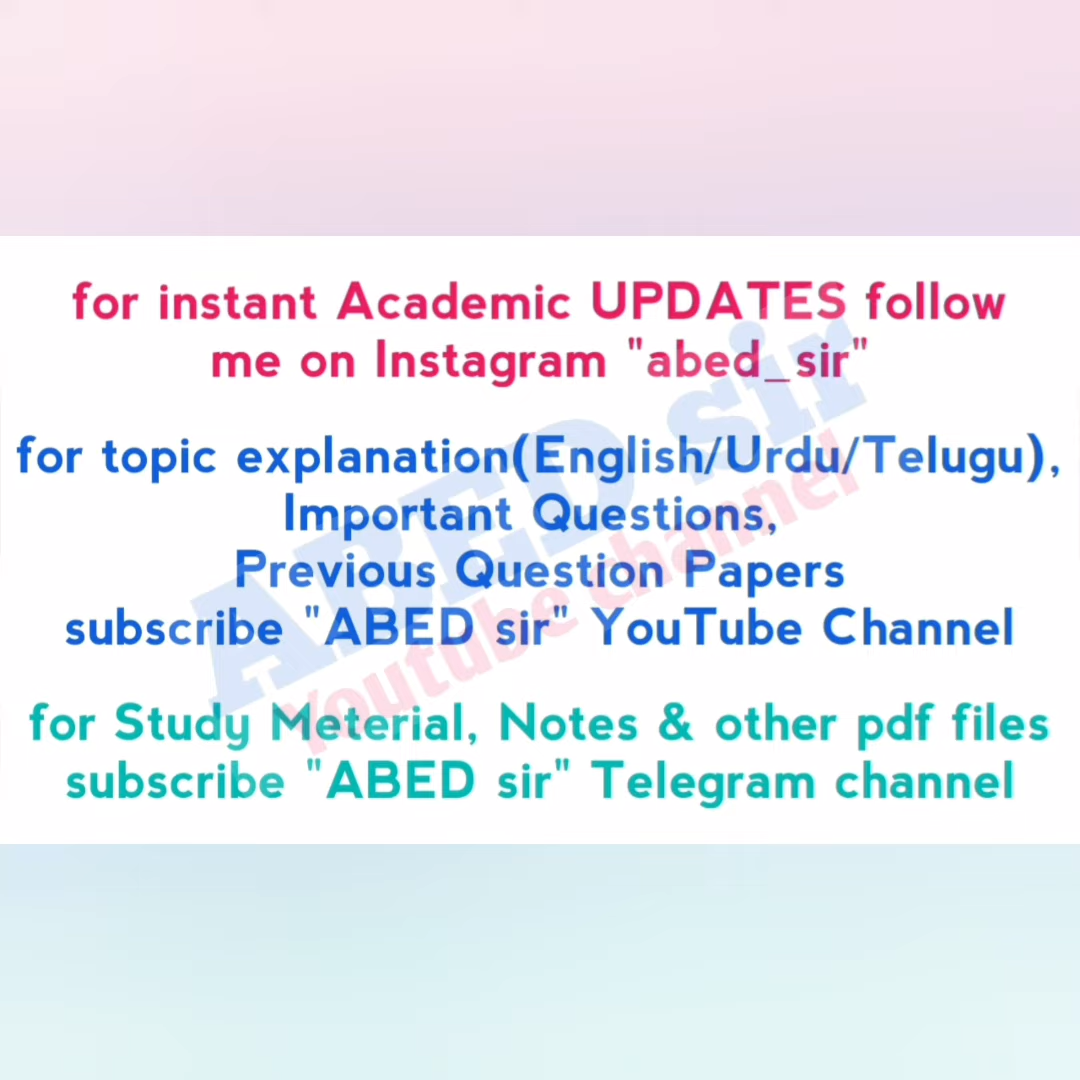 for instant Academic UPDATES follow
me on Instagram "abed_sir"
for topic explanation(English/Urdu/Telugu),
Important Questions,
Previous Question Papers
subscribe "ABED sir" YouTube Channel
for Study Meterial, Notes & other pdf files
subscribe "ABED sir" Telegram channel
ABED sir
Youtube channel